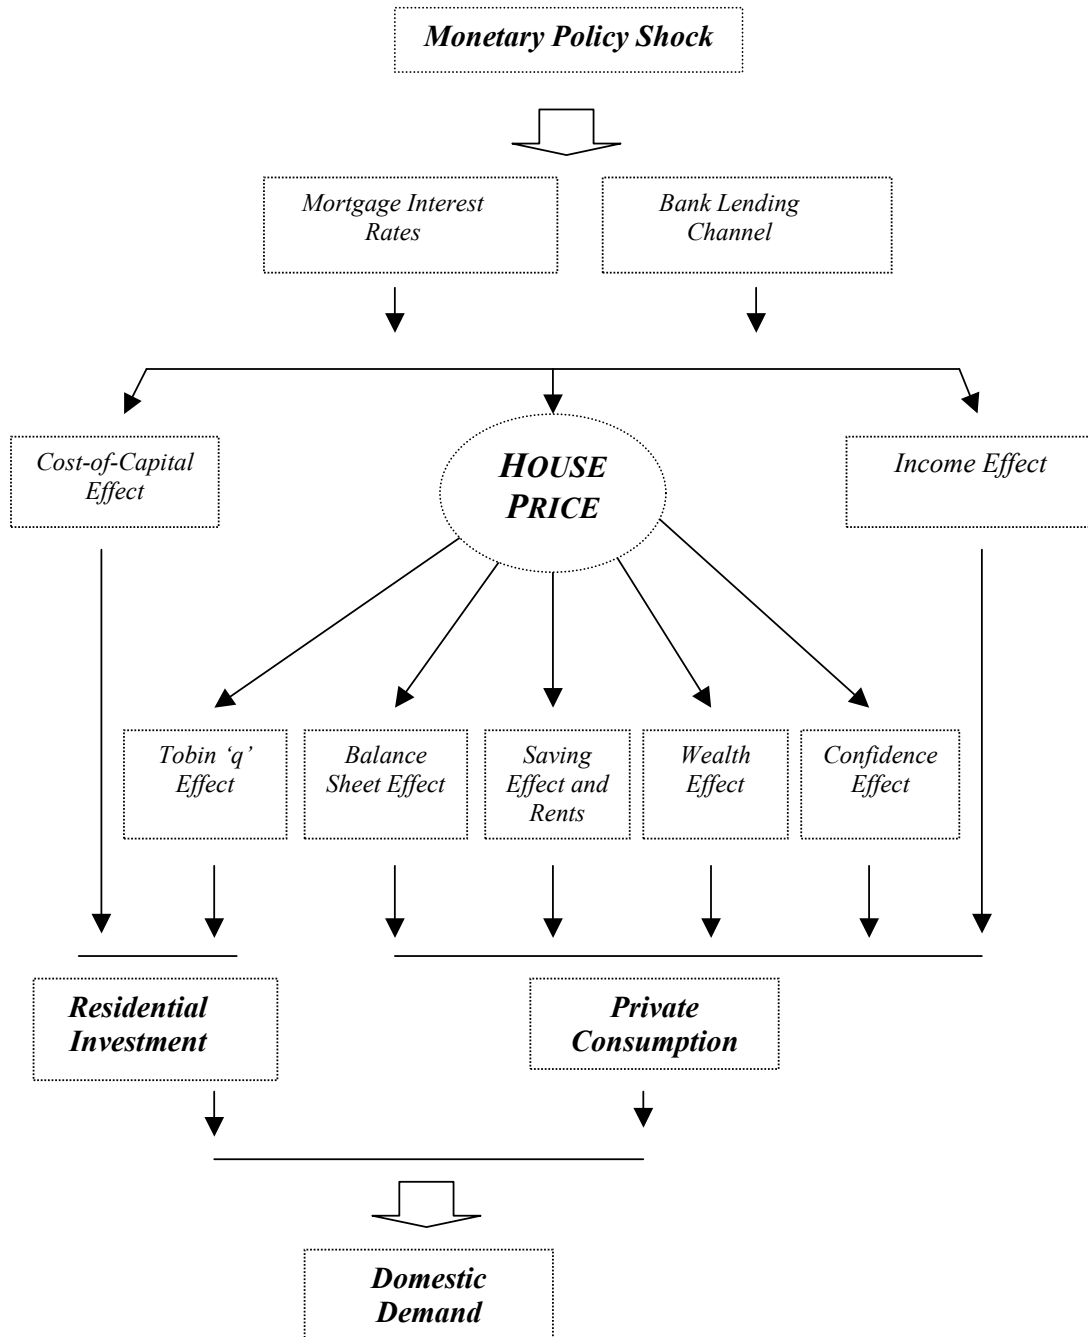 Monetary Policy Shock
Mortgage Interest
Rates
Bank Lending
Channel
Cost-of-Capital
Effect
HOUSE
PRICE
Income Effect
Tobin ‘q’
Effect
Balance
Sheet Effect
Saving
Effect and
Rents
Wealth
Effect
Confidence
Effect
Residential
Investment
Private
Consumption
Domestic
Demand